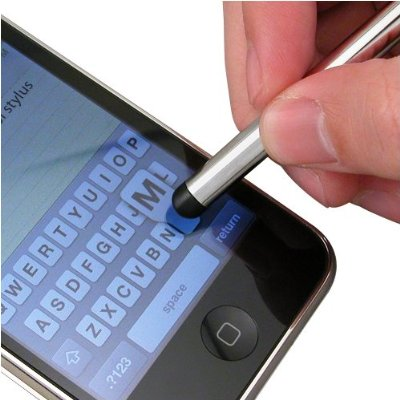 stylus
Q W E R T Y U I O P
A S D F G H J L
M
Z X C V B N
.?123 space return